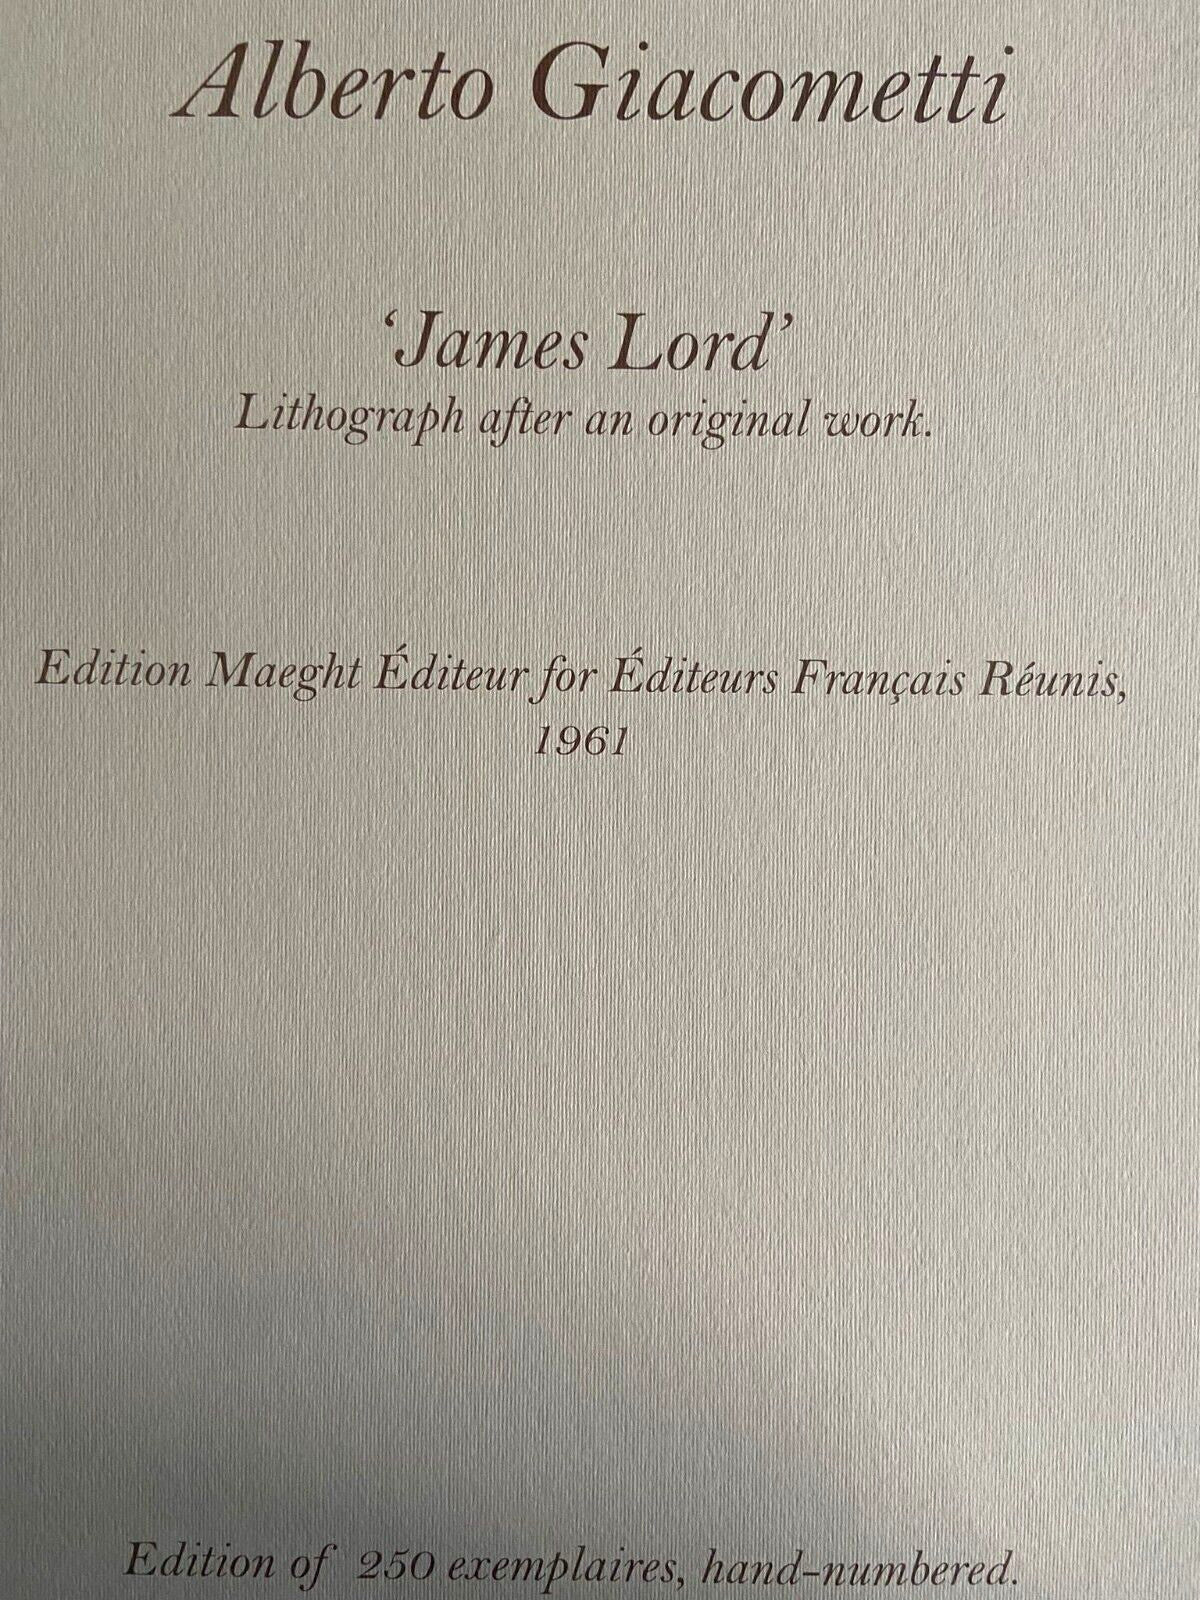 Alberto Giacometti
‘James Lord’
Lithograph after an original work.
Edition Maeght Éditeur for Éditeurs Français Réunis,
1961
Edition of 250 exemplaires, hand-numbered.